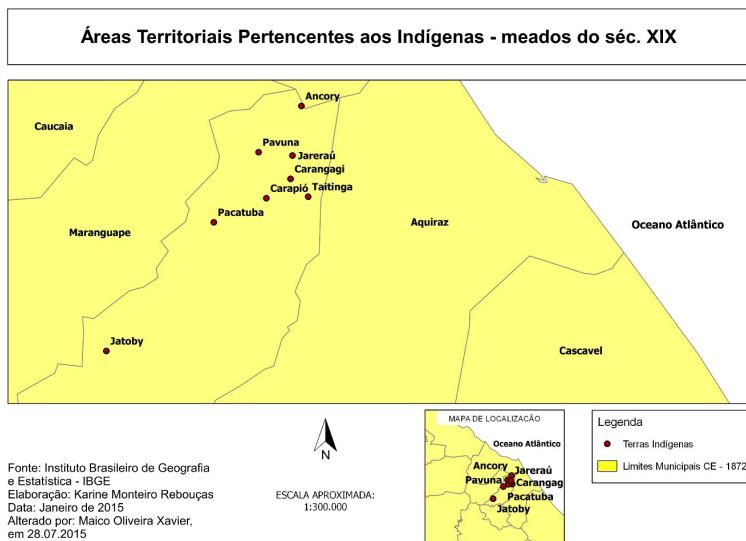 Áreas Territoriais Pertencentes aos Indígenas - meados do séc. XIX
Ancory
Caucaia
Pavuna
Jareraú
Carangagi
Carapió
Taitinga
Pacatuba
Aquiraz
Oceano Atlântico
Maranguape
Jatoby
Cascavel
N
ESCALA APROXIMADA:
1:300.000
Fonte: Instituto Brasileiro de Geografia
e Estatística - IBGE
Elaboração: Karine Monteiro Rebouças
Data: Janeiro de 2015
Alterado por: Maico Oliveira Xavier,
em 28.07.2015
MAPA DE LOCALIZACÃO
Oceano Atlântico
Ancory
Jareraú
Pavuna
Carangag
Pacatuba
Jatoby
Legenda
Terras Indígenas
Limites Municipais CE - 1872